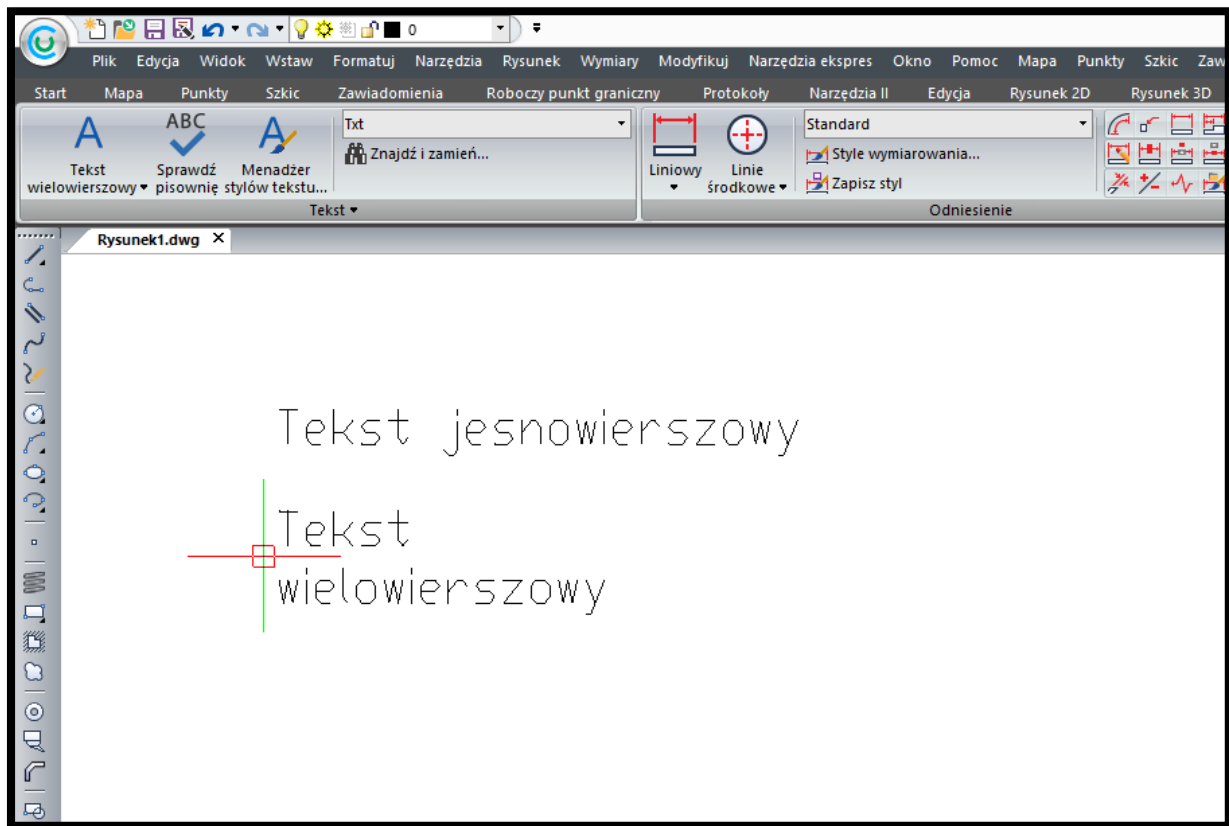 0
Plik Edycja Widok Wstaw Formatuj Narzędzia Rysunek Wymiary Modyfikuj Narzędzia ekspres Okno Pomoc Mapa Punkty Szkic Zaw
Start Mapa Punkty Szkic Zawiadomienia Roboczy punkt graniczny Protokoły Narzędzia II Edycja Rysunek 2D Rysunek 3D
A ABC A Txt Standard
Znajdź i zamień... Style wymiarowania...
Tekst Sprawdź Menadżer Liniowy Linie
wielowierszowy pisownię stylów tekstu... środkowe Zapisz styl
Tekst Odniesienie
Rysunek1.dwg X
Tekst jesnowierszowy
Tekst
wielowierszowy